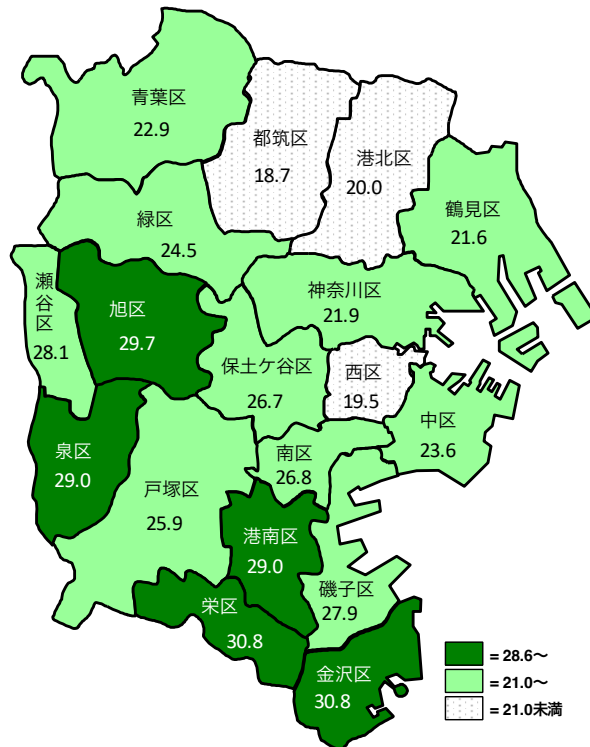 青葉区
22.9
都筑区
18.7
港北区
20.0
鶴見区
21.6
緑区
24.5
瀬谷区
28.1
旭区
29.7
神奈川区
21.9
保土ケ谷区
26.7
西区
19.5
中区
23.6
泉区
29.0
戸塚区
25.9
南区
26.8
港南区
29.0
磯子区
27.9
栄区
30.8
金沢区
30.8
= 28.6〜
= 21.0〜
= 21.0未満